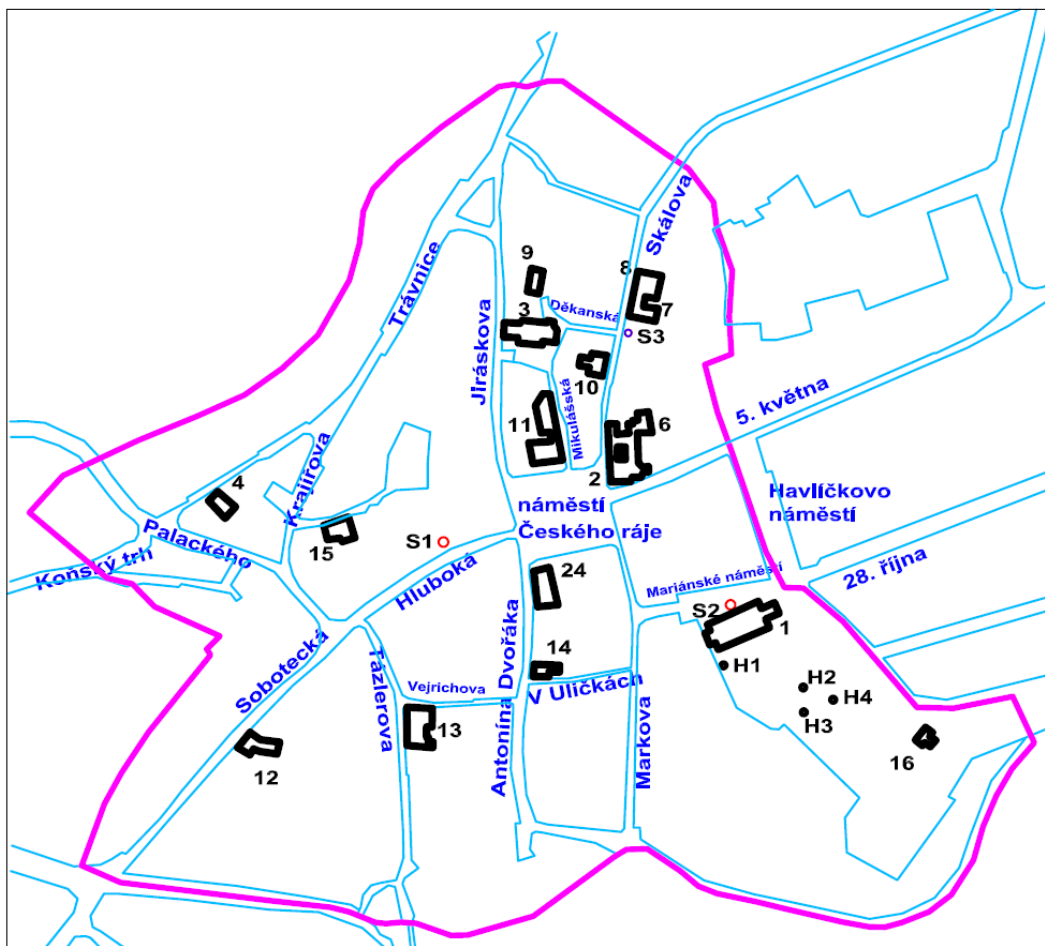 Skálova
9
8
Trávnice
3
Děkanská
7
S3
Jiráskova
10
5. května
11
Mikulášská
6
2
4
Krajířova
náměstí
Českého ráje
Havlíčkovo
náměstí
Palackého
Koňský trh
15
S1
Hluboká
24
Mariánské náměstí
28. října
S2
1
14
H1
Sobotecká
Tázlerova
Vejrichova
Antonína Dvořáka
V Uličkách
H2
H4
H3
13
Markova
12
16